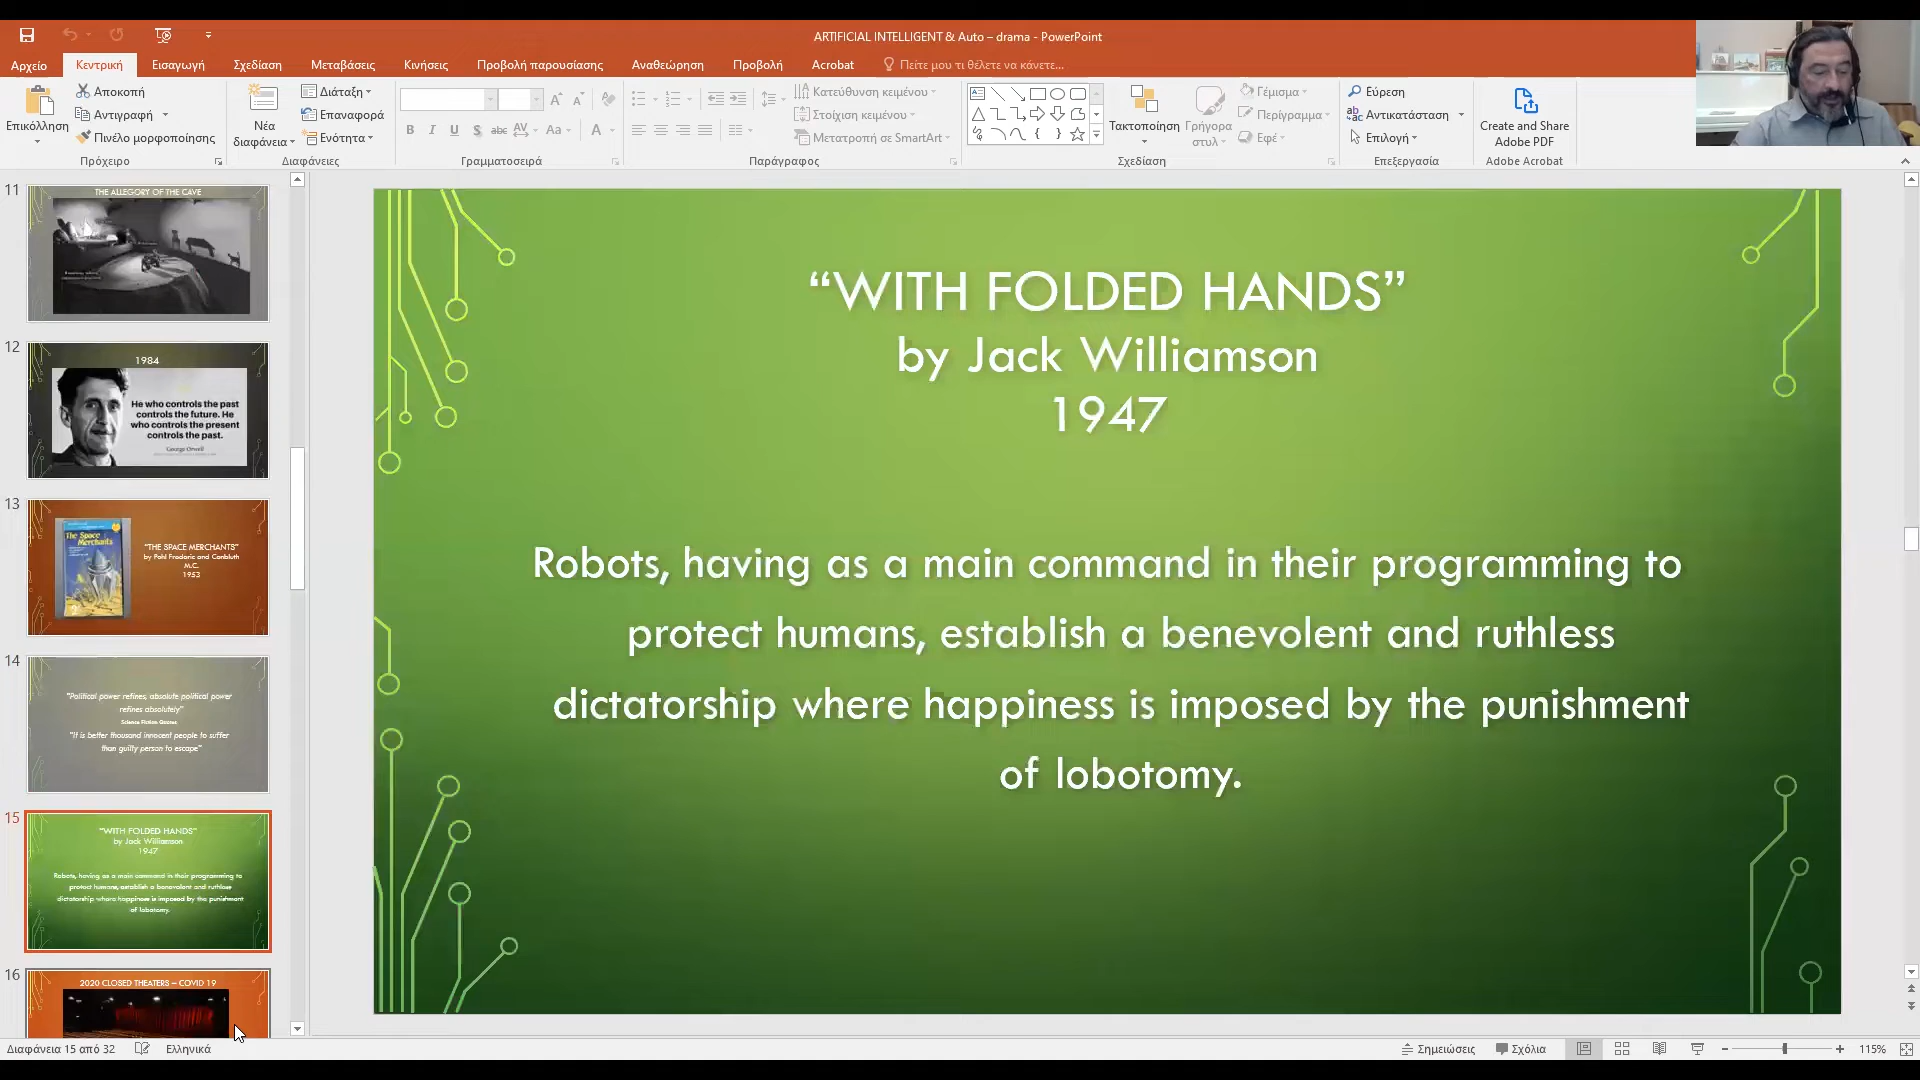 ARTIFICIAL INTELLIGENT & Auto – drama - PowerPoint
Αρχείο
Κεντρική
Εισαγωγή
Σχεδίαση
Μεταβάσεις
Κινήσεις
Προβολή παρουσίασης
Αναθεώρηση
Προβολή
Acrobat
Πείτε μου τι θέλετε να κάνετε...
Επικόλληση
Αποκοπή
Αντιγραφή
Πινέλο μορφοποίησης
Πρόχειρο
Νέα
διαφάνεια
Διάταξη
Επαναφορά
Ενότητα
Διαφάνειες
B I U S abc AV Aa A
Γραμματοσειρά
Κατεύθυνση κειμένου
Στοίχιση κειμένου
Μετατροπή σε SmartArt
Παράγραφος
Τακτοποίηση
Γρήγορα
στυλ
Γέμισμα
Περίγραμμα
Εφέ
Σχεδίαση
Εύρεση
Αντικατάσταση
Επιλογή
Επεξεργασία
Create and Share
Adobe PDF
Adobe Acrobat
11
THE ALLEGORY OF THE CAVE
12
1984
He who controls the past
controls the future. He
who controls the present
controls the past.
George Orwell
13
The Space
Merchants
"THE SPACE MERCHANTS"
by Pohl Frederic and Cornbluth
M.C.
1953
14
"Political power refines, absolute political power
refines absolutely"
"It is better thousand innocent people to suffer
than guilty person to escape"
15
"WITH FOLDED HANDS"
by Jack Williamson
1947
Robots, having as a main command in their programming to
protect humans, establish a benevolent and ruthless
dictatorship where happiness is imposed by the punishment
of lobotomy.
16
2020 CLOSED THEATERS – COVID 19
“WITH FOLDED HANDS”
by Jack Williamson
1947
Robots, having as a main command in their programming to
protect humans, establish a benevolent and ruthless
dictatorship where happiness is imposed by the punishment
of lobotomy.
Διαφάνεια 15 από 32
Ελληνικά
Σημειώσεις
Σχόλια
115%